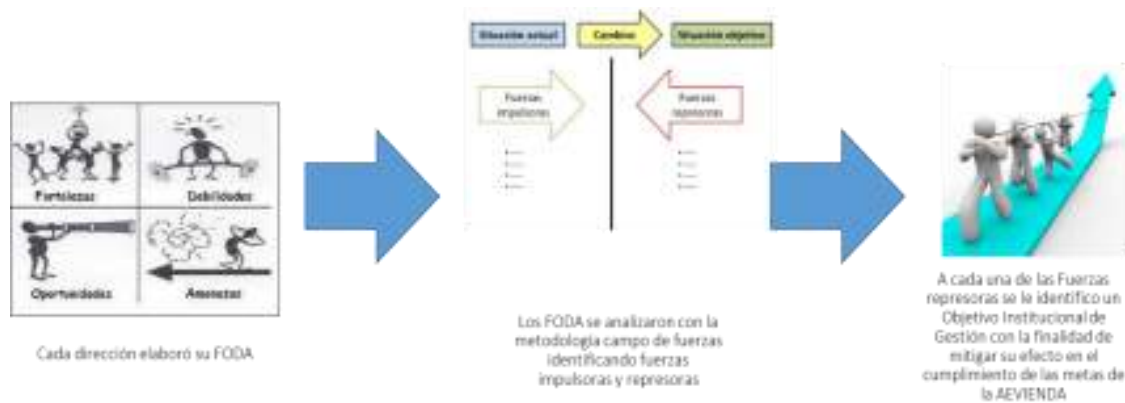 Fortalezas
Debilidades
Oportunidades
Amenazas
Cada dirección elaboró su FODA
Situación actual
Cambio
Situación objetivo
Fuerzas
impulsoras
Fuerzas
represoras
Los FODA se analizaron con la
metodología campo de fuerzas
identificando fuerzas
impulsoras y represoras
A cada una de las Fuerzas
represoras se le identifico un
Objetivo Institucional de
Gestión con la finalidad de
mitigar su efecto en el
cumplimiento de las metas de
la AEVIENDA